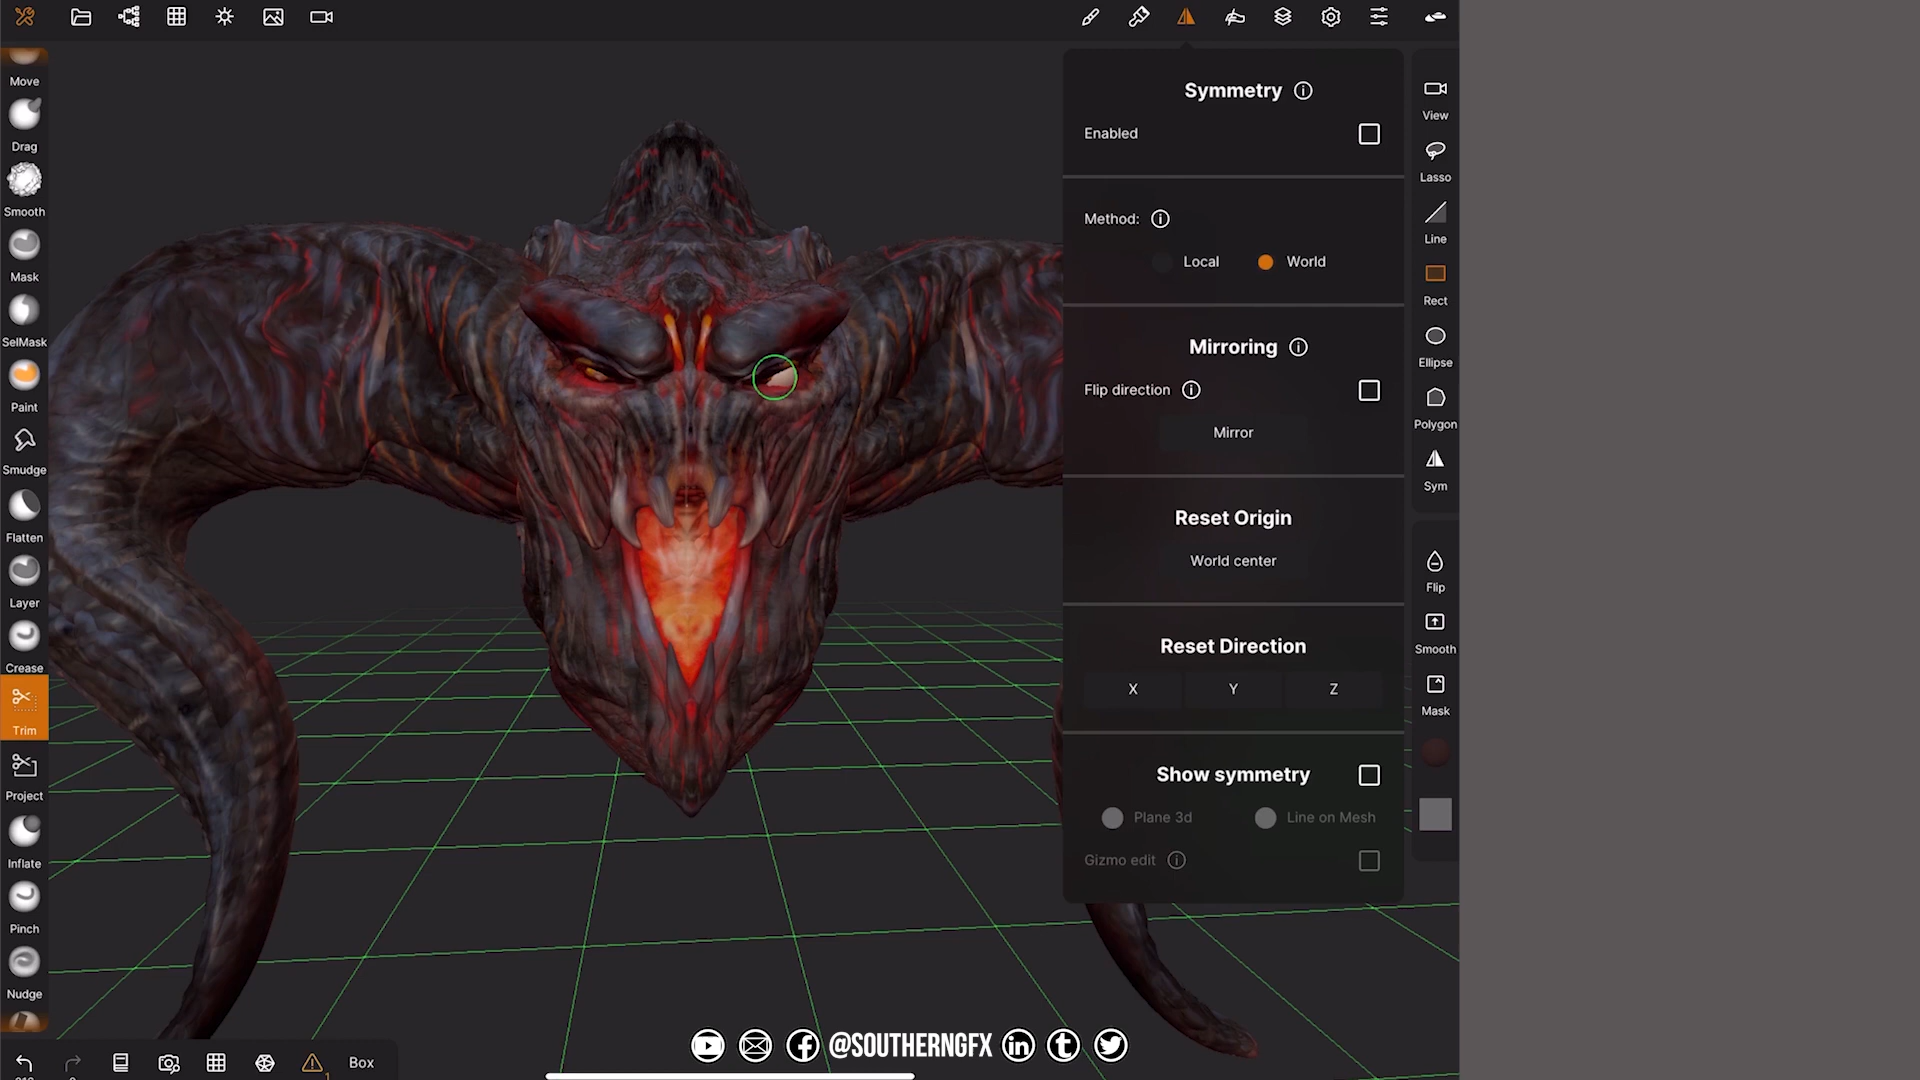 Move
Drag
Smooth
Mask
SelMask
Paint
Smudge
Flatten
Layer
Crease
Trim
Project
Inflate
Pinch
Nudge
Symmetry
Enabled
Method:
Local World
Mirroring
Flip direction
Mirror
Reset Origin
World center
Reset Direction
X Y Z
Show symmetry
Plane 3d Line on Mesh
Gizmo edit
View
Lasso
Line
Rect
Ellipse
Polygon
Sym
Flip
Smooth
Mask
Box
@SOUTHERNGFX